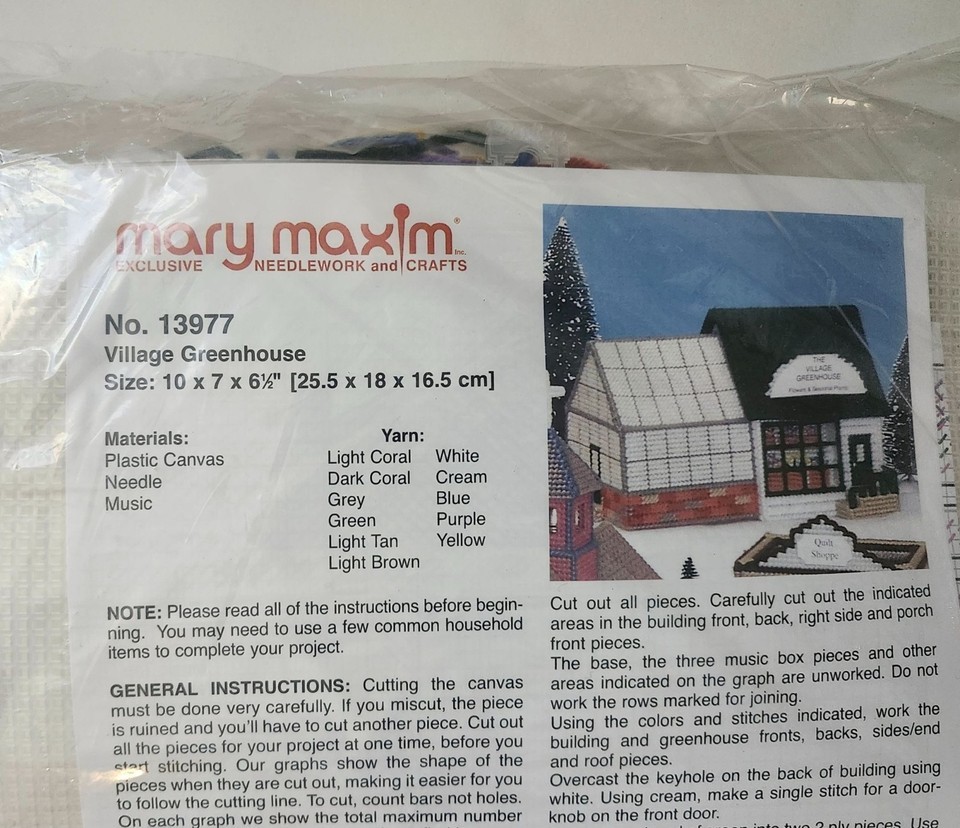 mary maxim® Inc.
EXCLUSIVE NEEDLEWORK and CRAFTS
No. 13977
Village Greenhouse
Size: 10 x 7 x 6½" [25.5 x 18 x 16.5 cm]
Materials:
Plastic Canvas
Needle
Music
Yarn:
Light Coral White
Dark Coral Cream
Grey Blue
Green Purple
Light Tan Yellow
Light Brown
NOTE: Please read all of the instructions before begin-
ning. You may need to use a few common household
items to complete your project.
GENERAL INSTRUCTIONS: Cutting the canvas
must be done very carefully. If you miscut, the piece
is ruined and you'll have to cut another piece. Cut out
all the pieces for your project at one time, before you
start stitching. Our graphs show the shape of the
pieces when they are cut out, making it easier for you
to follow the cutting line. To cut, count bars not holes.
On each graph we show the total maximum number
THE
VILLAGE
GREENHOUSE
Flowers & Seasonal Plants
Quilt
Shoppe
Cut out all pieces. Carefully cut out the indicated
areas in the building front, back, right side and porch
front pieces.
The base, the three music box pieces and other
areas indicated on the graph are unworked. Do not
work the rows marked for joining.
Using the colors and stitches indicated, work the
building and greenhouse fronts, backs, sides/end
and roof pieces.
Overcast the keyhole on the back of building using
white. Using cream, make a single stitch for a door-
knob on the front door.
into two 2 ply pieces. Use